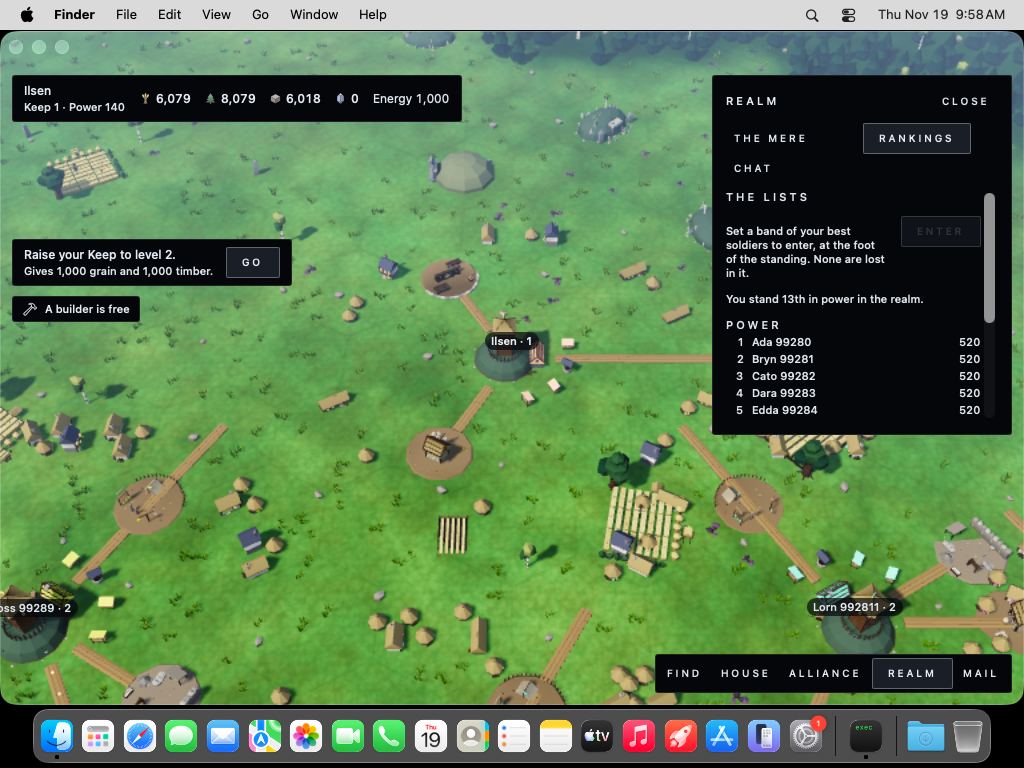 Finder File Edit View Go Window Help Thu Nov 19 9:58 AM
Ilsen
Keep 1 · Power 140
6,079 8,079 6,018 0 Energy 1,000
REALM CLOSE
THE MERE RANKINGS
CHAT
THE LISTS
Set a band of your best
soldiers to enter, at the foot
of the standing. None are lost
in it.
ENTER
You stand 13th in power in the realm.
POWER
1 Ada 99280 520
2 Bryn 99281 520
3 Cato 99282 520
4 Dara 99283 520
5 Edda 99284 520
Raise your Keep to level 2.
Gives 1,000 grain and 1,000 timber.
GO
A builder is free
Ilsen · 1
oss 99289 · 2
Lorn 992811 · 2
FIND HOUSE ALLIANCE REALM MAIL
Thu
19
tv
1
exec